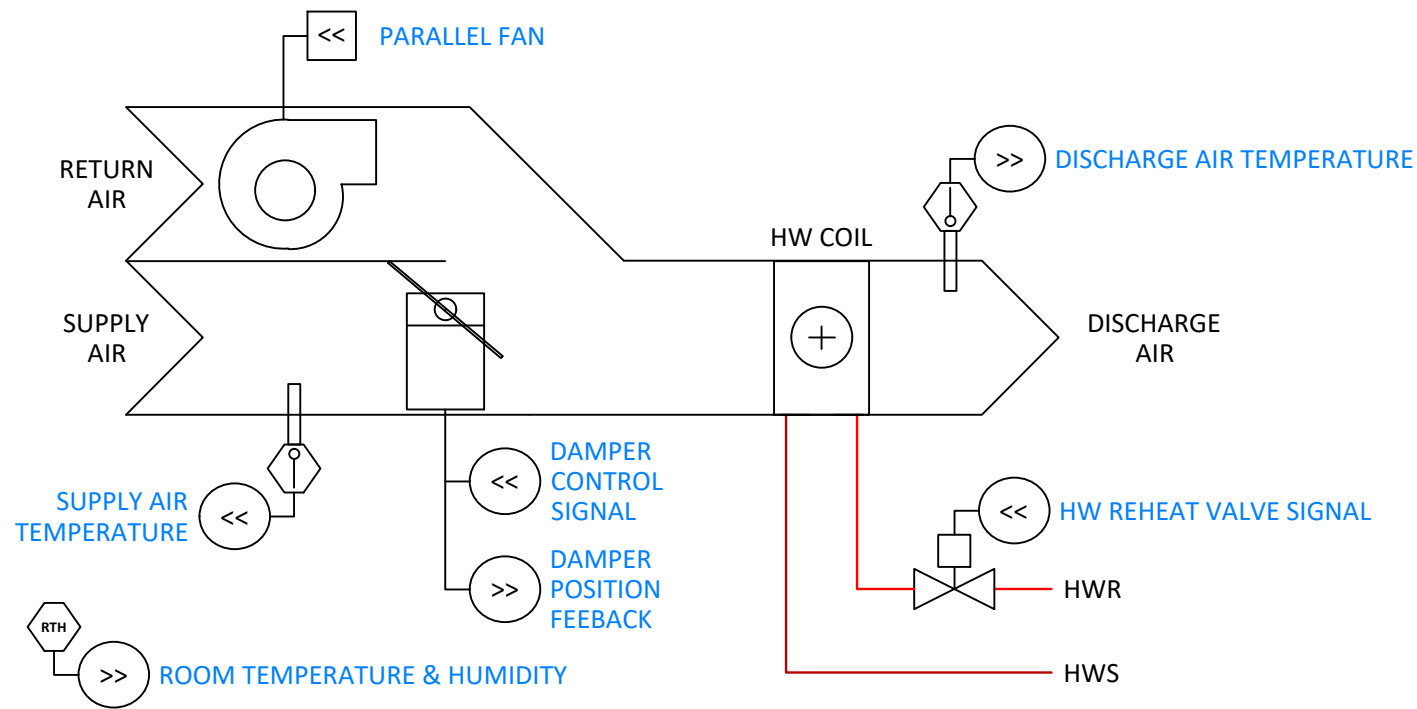 <<
PARALLEL FAN
RETURN
AIR
>>
DISCHARGE AIR TEMPERATURE
HW COIL
SUPPLY
AIR
DISCHARGE
AIR
SUPPLY AIR
TEMPERATURE
<<
<<
DAMPER
CONTROL
SIGNAL
<<
HW REHEAT VALVE SIGNAL
>>
DAMPER
POSITION
FEEBACK
HWR
RTH
>>
ROOM TEMPERATURE & HUMIDITY
HWS